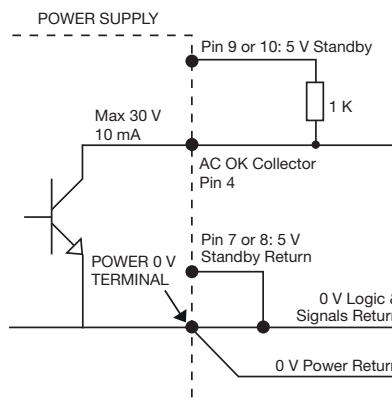 POWER SUPPLY
Pin 9 or 10: 5 V Standby
1 K
Max 30 V
10 mA
AC OK Collector
Pin 4
Pin 7 or 8: 5 V
Standby Return
POWER 0 V
TERMINAL
0 V Logic &
Signals Return
0 V Power Return